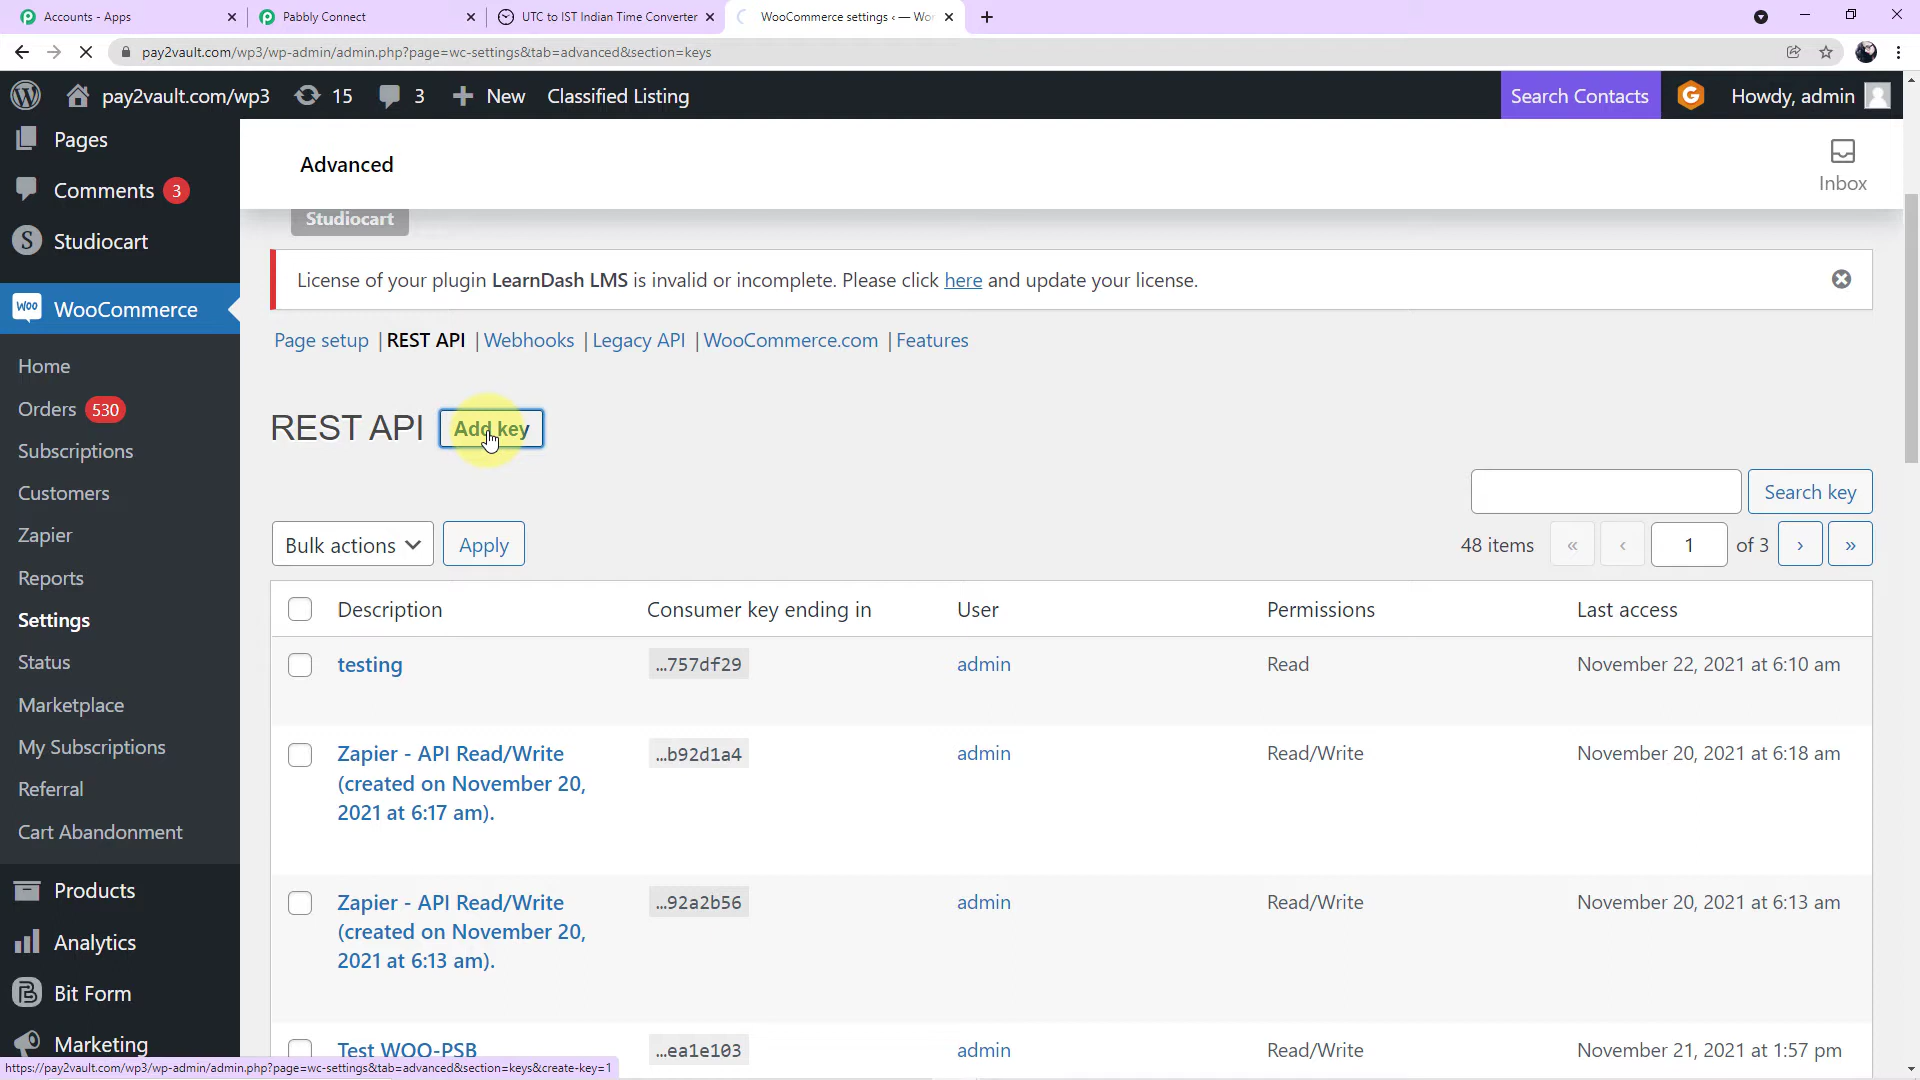 Accounts - Apps
Pabbly Connect
UTC to IST Indian Time Converter
WooCommerce settings ‹ — Wor
pay2vault.com/wp3/wp-admin/admin.php?page=wc-settings&tab=advanced&section=keys
pay2vault.com/wp3 15 3 New Classified Listing Search Contacts Howdy, admin
Pages
Comments 3
Studiocart
WooCommerce
Home
Orders 530
Subscriptions
Customers
Zapier
Reports
Settings
Status
Marketplace
My Subscriptions
Referral
Cart Abandonment
Products
Analytics
Bit Form
Marketing
Advanced
Inbox
Studiocart
License of your plugin LearnDash LMS is invalid or incomplete. Please click here and update your license.
Page setup | REST API | Webhooks | Legacy API | WooCommerce.com | Features
REST API Add key
Search key
Bulk actions Apply 48 items « ‹ 1 of 3 › »
Description Consumer key ending in User Permissions Last access
testing …757df29 admin Read November 22, 2021 at 6:10 am
Zapier - API Read/Write …b92d1a4 admin Read/Write November 20, 2021 at 6:18 am
(created on November 20,
2021 at 6:17 am).
Zapier - API Read/Write …92a2b56 admin Read/Write November 20, 2021 at 6:13 am
(created on November 20,
2021 at 6:13 am).
Test WOO-PSB …ea1e103 admin Read/Write November 21, 2021 at 1:57 pm
https://pay2vault.com/wp3/wp-admin/admin.php?page=wc-settings&tab=advanced&section=keys&create-key=1